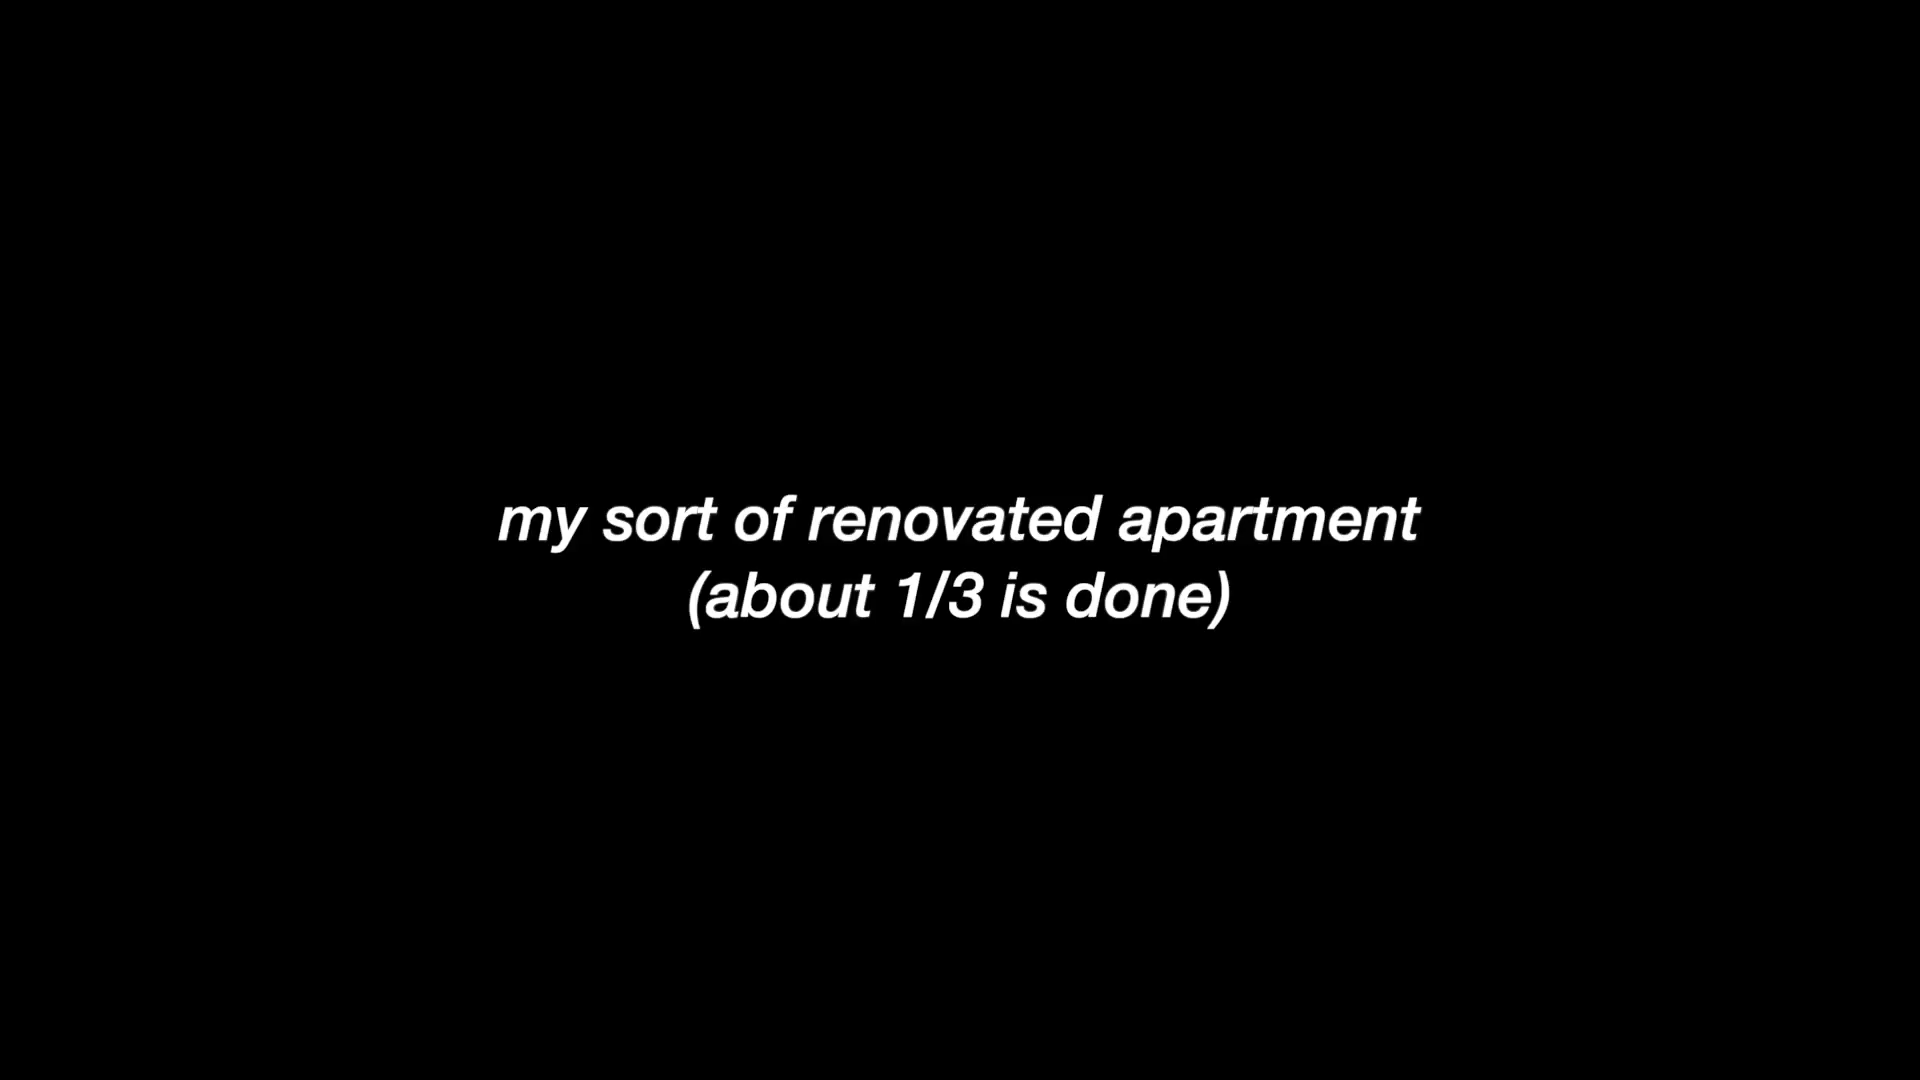 my sort of renovated apartment
(about 1/3 is done)